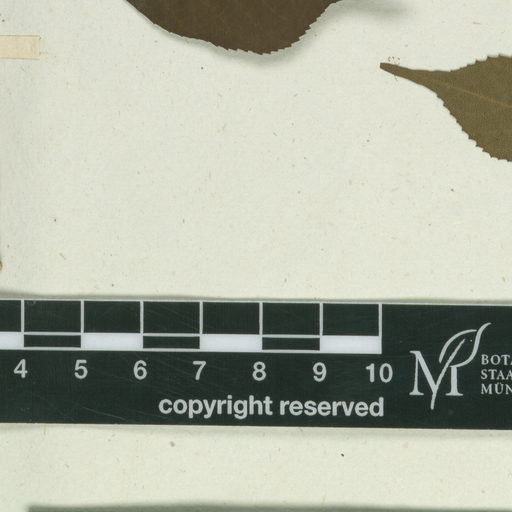 4 5 6 7 8 9 10
copyright reserved
M
BOTA
STAA
MÜN